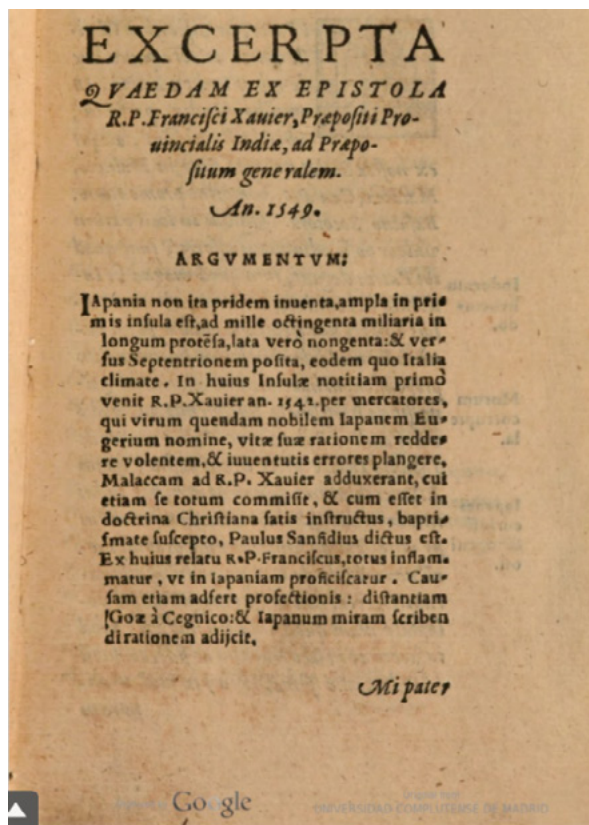 EXCERPTA
QVAEDAM EX EPISTOLA
R.P. Franciſci Xauier, Præpoſiti Pro-
uincialis Indiæ, ad Præpo-
ſitum generalem.
An. 1549.
ARGVMENTVM:
IApania non ita pridem inuenta, ampla in pri-
mis inſula eſt, ad mille octingenta miliaria in
longum protẽſa, lata verò nongenta: & ver-
ſus Septentrionem poſita, eodem quo Italia
climate. In huius Inſulæ notitiam primò
venit R.P. Xauier an. 1542. per mercatores,
qui virum quendam nobilem Iapanem Eu-
gerium nomine, vitæ ſuæ rationem redde-
re volentem, & iuuentutis errores plangere,
Malaccam ad R.P. Xauier adduxerant, cui
etiam ſe totum commiſit, & cum eſſet in
doctrina Chriſtiana ſatis inſtructus, bapti-
ſmate ſuſcepto, Paulus Sanfidius dictus eſt.
Ex huius relatu R.P. Franciſcus, totus inflam-
matur, vt in Iapaniam proficiſcatur. Cau-
ſam etiam adfert profectionis: diſtantiam
Goæ à Cegnico: & Iapanum miram ſcriben
di rationem adijcit.
Mi pater
Google
UNIVERSIDAD COMPLUTENSE DE MADRID